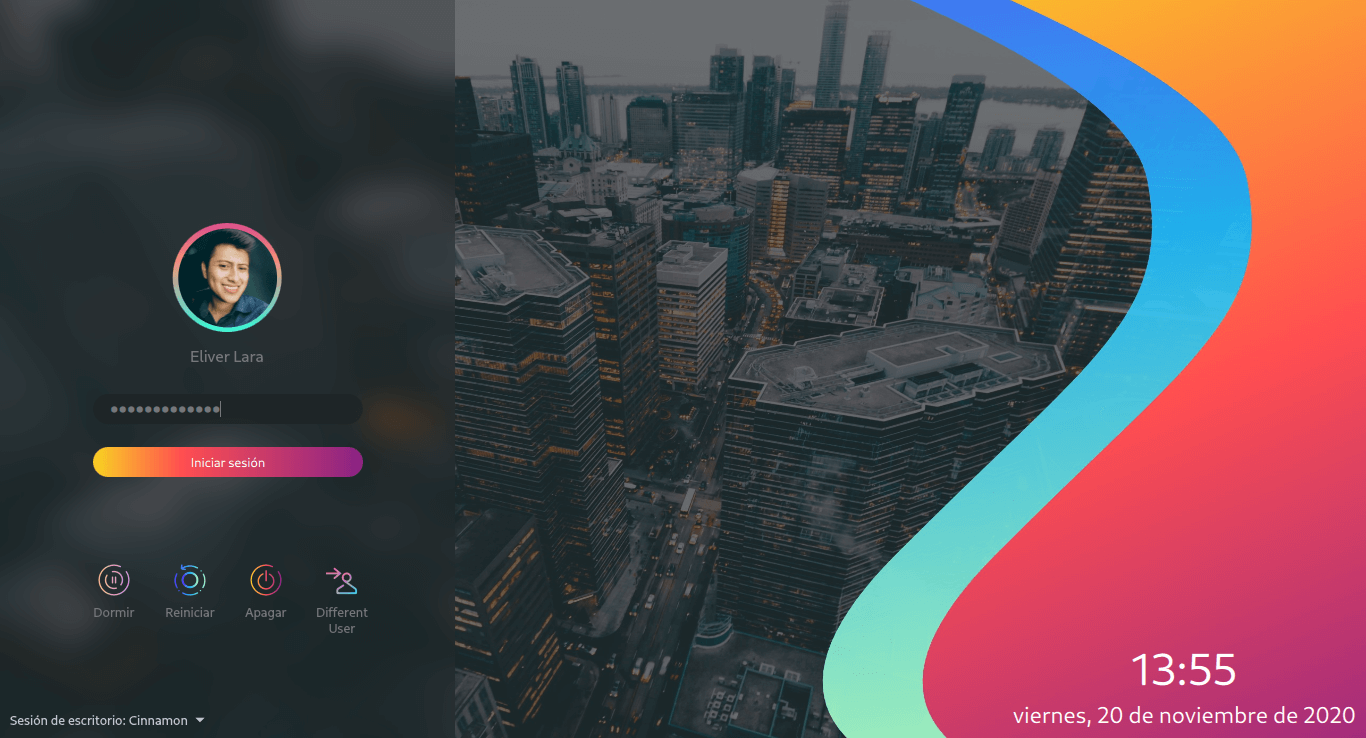 Eliver Lara
●●●●●●●●●●●●●
Iniciar sesión
Dormir
Reiniciar
Apagar
Different
User
Sesión de escritorio: Cinnamon
13:55
viernes, 20 de noviembre de 2020